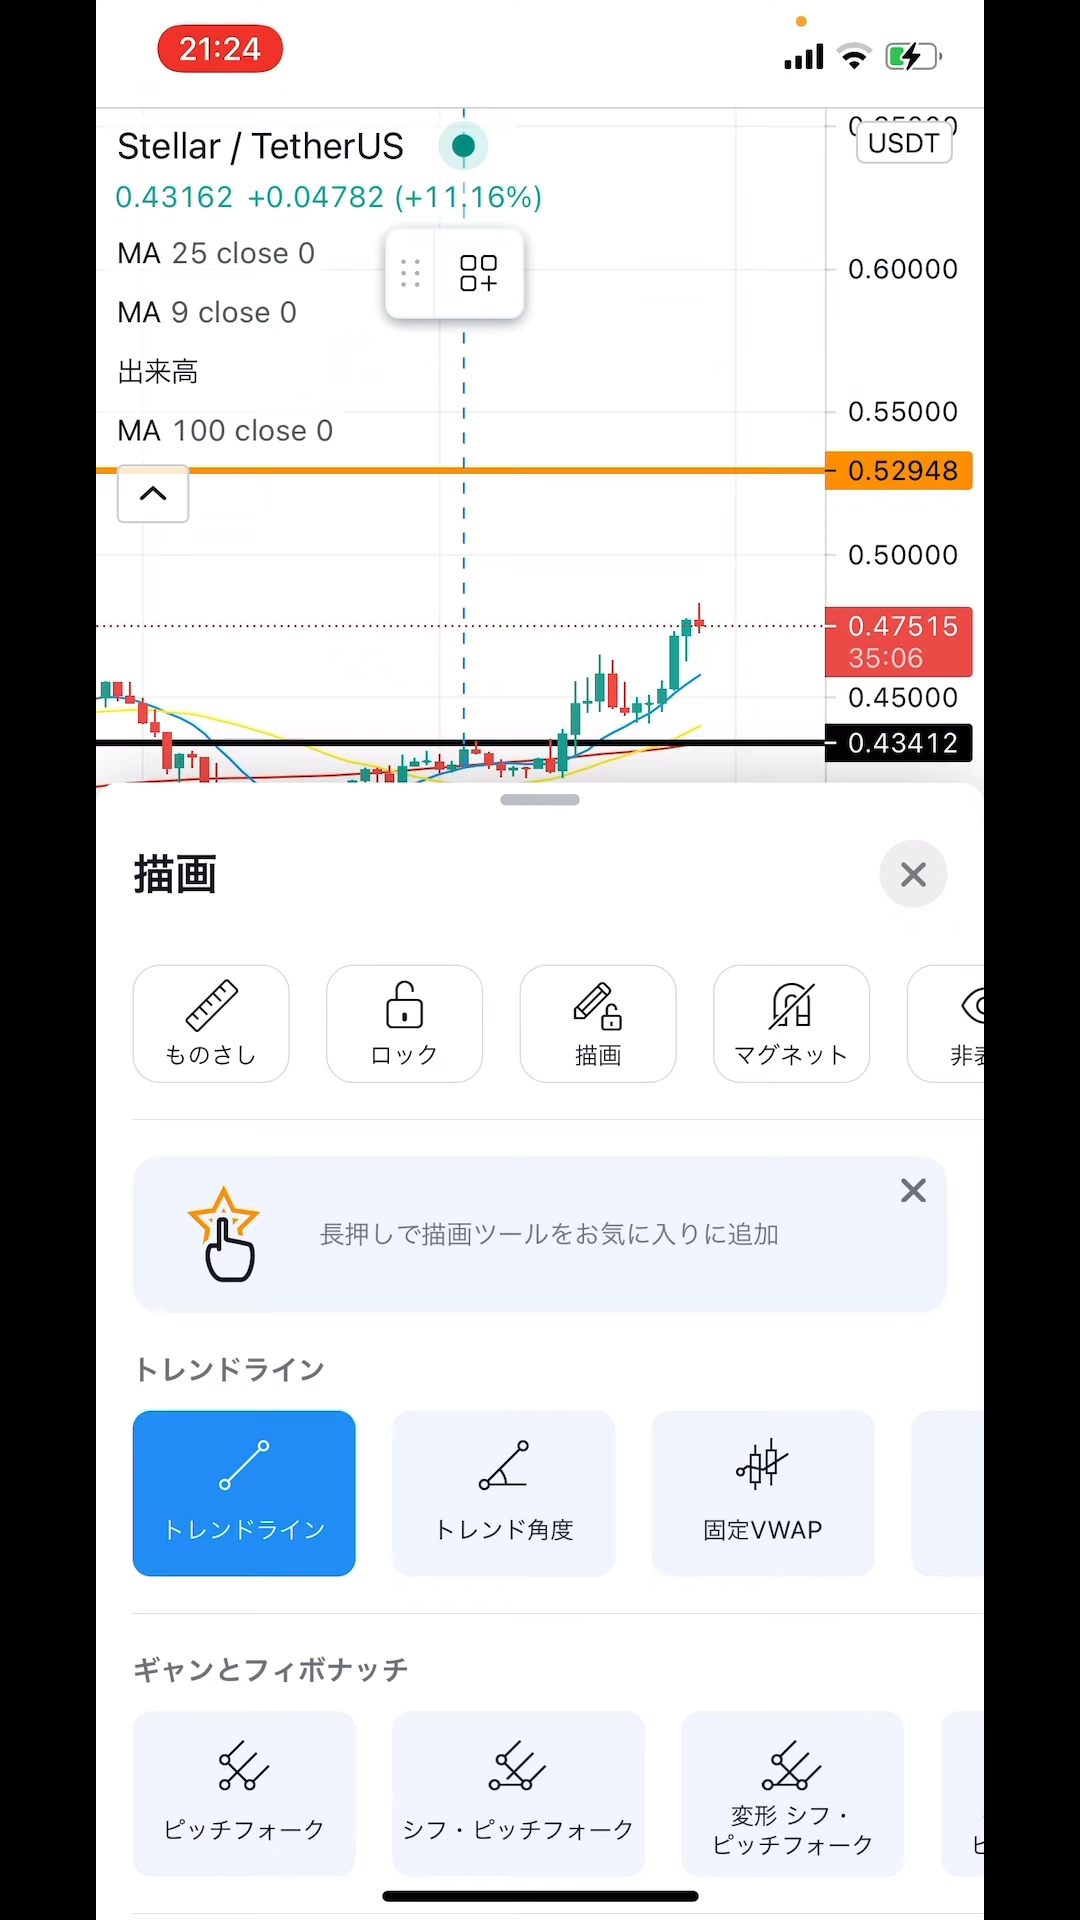 21:24
Stellar / TetherUS
USDT
0.43162 +0.04782 (+11.16%)
MA 25 close 0
0.60000
MA 9 close 0
出来高
0.55000
MA 100 close 0
0.52948
0.50000
0.47515
35:06
0.45000
0.43412
描画
ものさし
ロック
描画
マグネット
長押しで描画ツールをお気に入りに追加
トレンドライン
トレンドライン
トレンド角度
固定VWAP
ギャンとフィボナッチ
ピッチフォーク
シフ・ピッチフォーク
変形 シフ・
ピッチフォーク